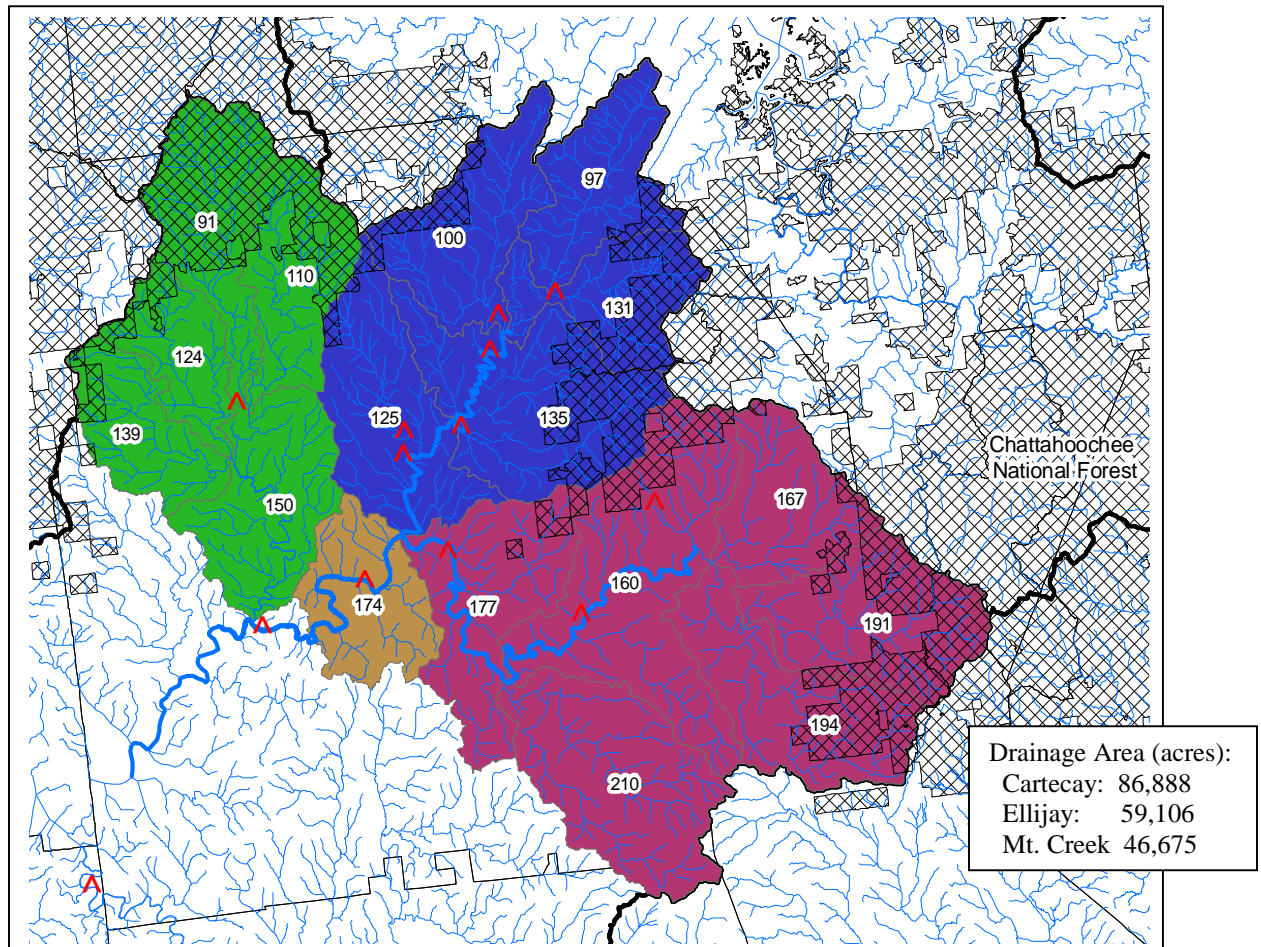 97
91
100
110
131
124
125
135
139
Chattahoochee
National Forest
167
150
160
174
177
191
194
210
Drainage Area (acres):
Cartecay: 86,888
Ellijay: 59,106
Mt. Creek 46,675